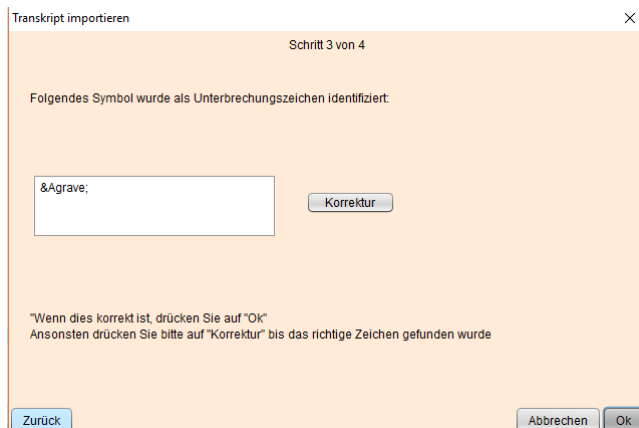 Transkript importieren
Schritt 3 von 4
Folgendes Symbol wurde als Unterbrechungszeichen identifiziert:
&Agrave;
Korrektur
"Wenn dies korrekt ist, drücken Sie auf "Ok"
Ansonsten drücken Sie bitte auf "Korrektur" bis das richtige Zeichen gefunden wurde
Zurück
Abbrechen
Ok